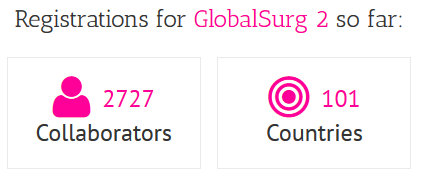 Registrations for GlobalSurg 2 so far:
2727
Collaborators
101
Countries